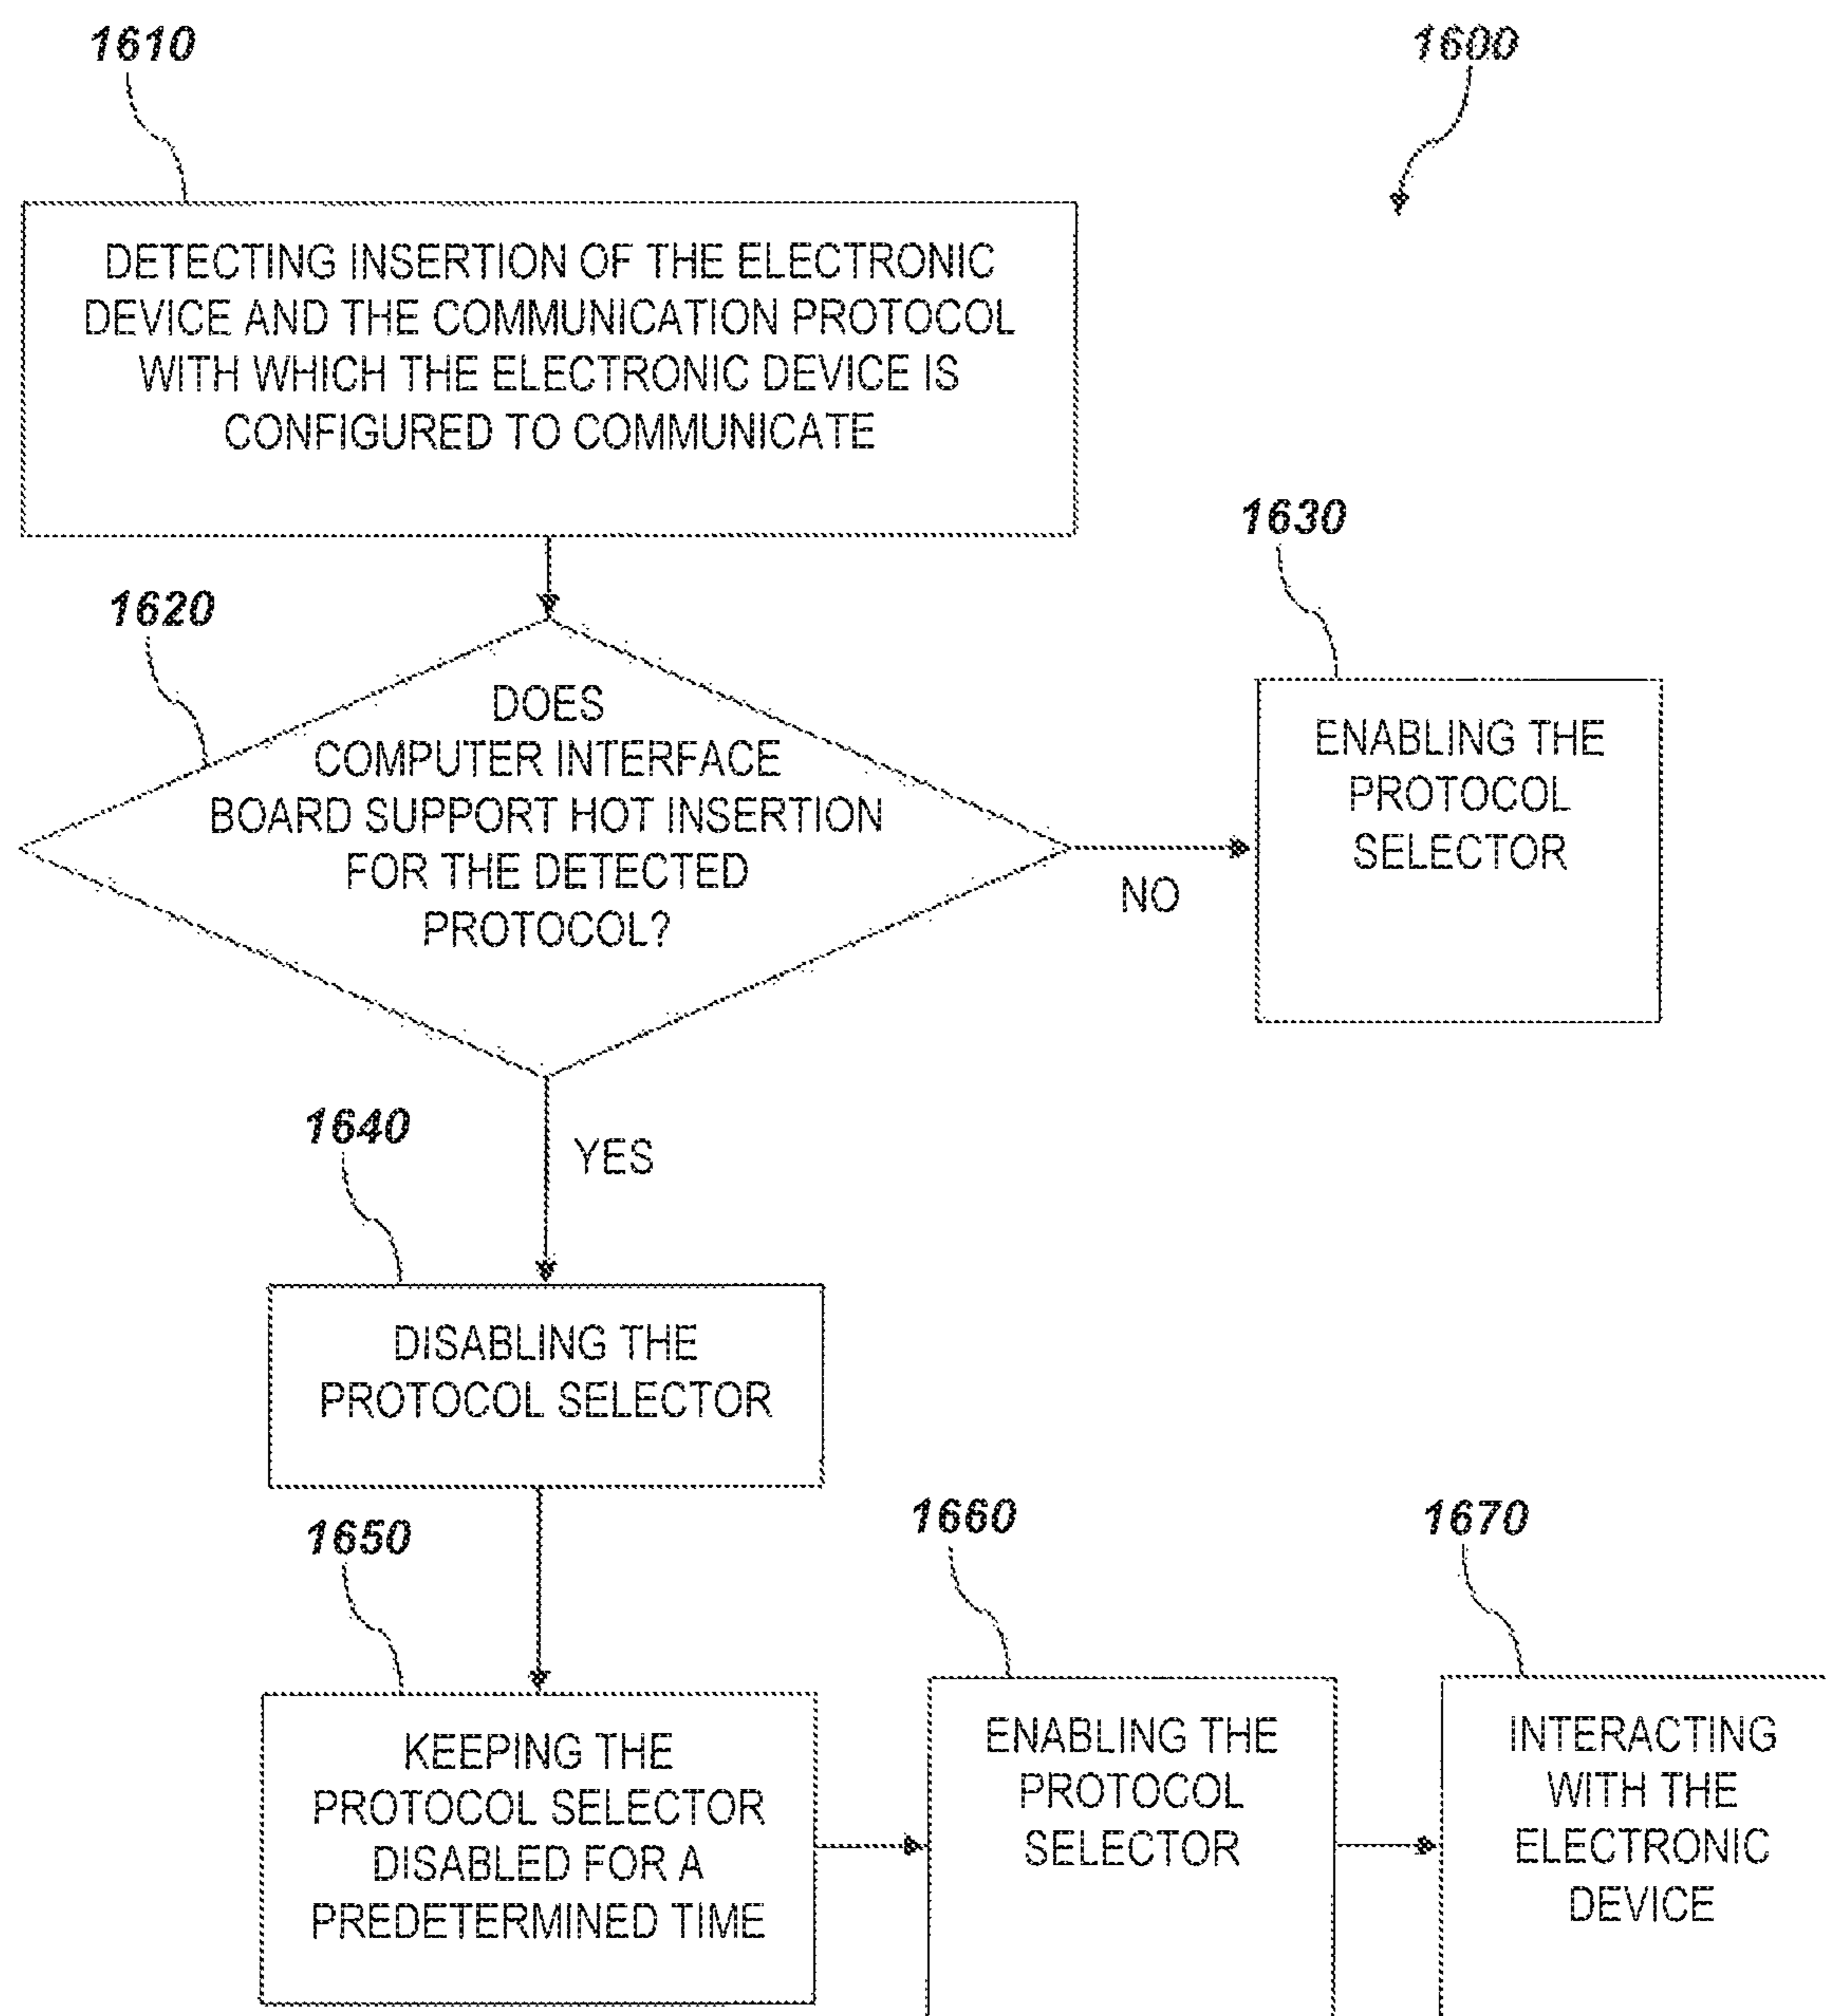 1610
1600
DETECTING INSERTION OF THE ELECTRONIC
DEVICE AND THE COMMUNICATION PROTOCOL
WITH WHICH THE ELECTRONIC DEVICE IS
CONFIGURED TO COMMUNICATE
1620
DOES
COMPUTER INTERFACE
BOARD SUPPORT HOT INSERTION
FOR THE DETECTED
PROTOCOL?
NO
1630
ENABLING THE
PROTOCOL
SELECTOR
YES
1640
DISABLING THE
PROTOCOL SELECTOR
1650
KEEPING THE
PROTOCOL SELECTOR
DISABLED FOR A
PREDETERMINED TIME
1660
ENABLING THE
PROTOCOL
SELECTOR
1670
INTERACTING
WITH THE
ELECTRONIC
DEVICE